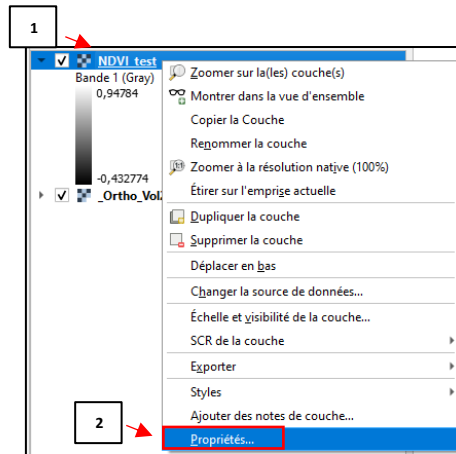 1
NDVI_test
Bande 1 (Gray)
0,94784
-0,432774
_Ortho_Vol
Zoomer sur la(les) couche(s)
Montrer dans la vue d'ensemble
Copier la Couche
Renommer la couche
Zoomer à la résolution native (100%)
Étirer sur l'emprise actuelle
Dupliquer la couche
Supprimer la couche
Déplacer en bas
Changer la source de données...
Échelle et visibilité de la couche...
SCR de la couche
Exporter
Styles
Ajouter des notes de couche...
2
Propriétés...